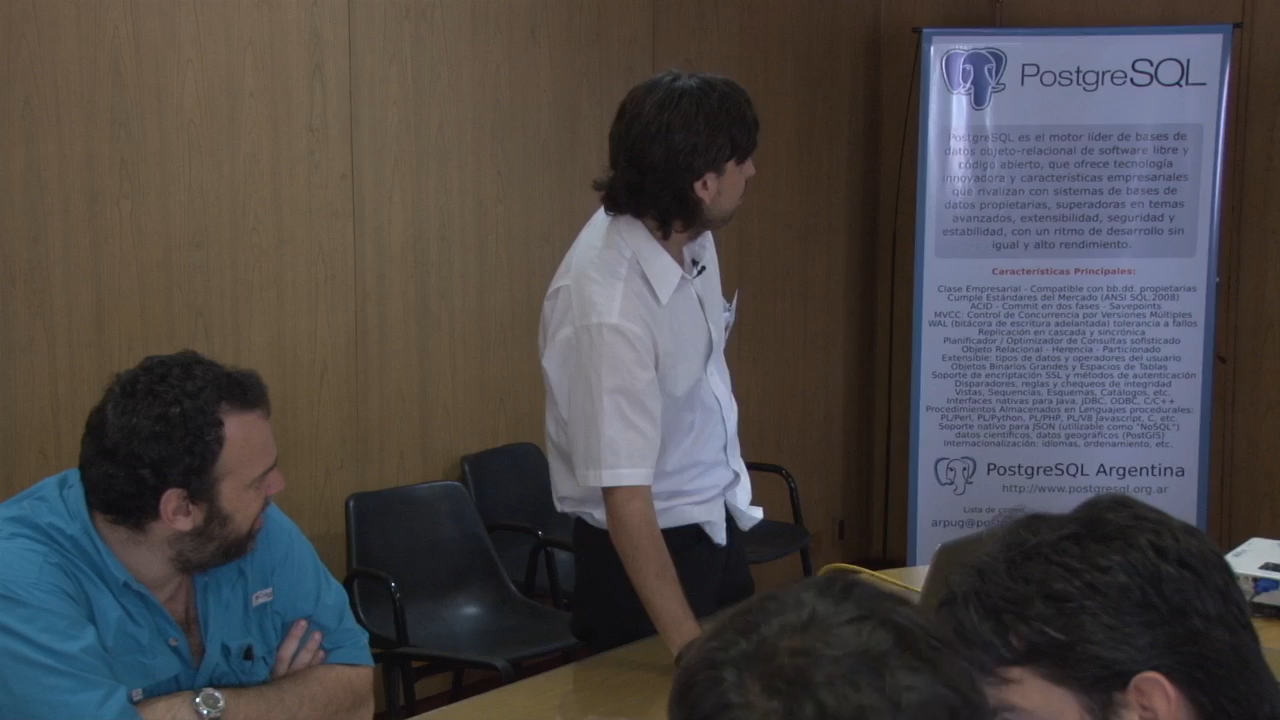 PostgreSQL
PostgreSQL es el motor líder de bases de
datos objeto-relacional de software libre y
código abierto, que ofrece tecnología
innovadora y características empresariales
que rivalizan con sistemas de bases de
datos propietarias, superadoras en temas
avanzados, extensibilidad, seguridad y
estabilidad, con un ritmo de desarrollo sin
igual y alto rendimiento.
Características Principales:
Clase Empresarial - Compatible con bb.dd. propietarias
Cumple Estándares del Mercado (ANSI SQL:2008)
ACID - Commit en dos fases - Savepoints
MVCC: Control de Concurrencia por Versiones Múltiples
WAL (bitácora de escritura adelantada) tolerancia a fallos
Replicación en cascada y sincrónica
Planificador / Optimizador de Consultas sofisticado
Objeto Relacional - Herencia - Particionado
Extensible: tipos de datos y operadores del usuario
Objetos Binarios Grandes y Espacios de Tablas
Soporte de encriptación SSL y métodos de autenticación
Disparadores, reglas y chequeos de integridad
Vistas, Sequencias, Esquemas, Catálogos, etc.
Interfaces nativas para Java, JDBC, ODBC, C/C++
Procedimientos Almacenados en Lenguajes procedurales:
PL/Perl, PL/Python, PL/PHP, PL/V8 Javascript, C, etc.
Soporte nativo para JSON (utilizable como "NoSQL")
datos científicos, datos geográficos (PostGIS)
Internacionalización: idiomas, ordenamiento, etc.
PostgreSQL Argentina
http://www.postgresql.org.ar
Lista de
arpug@post